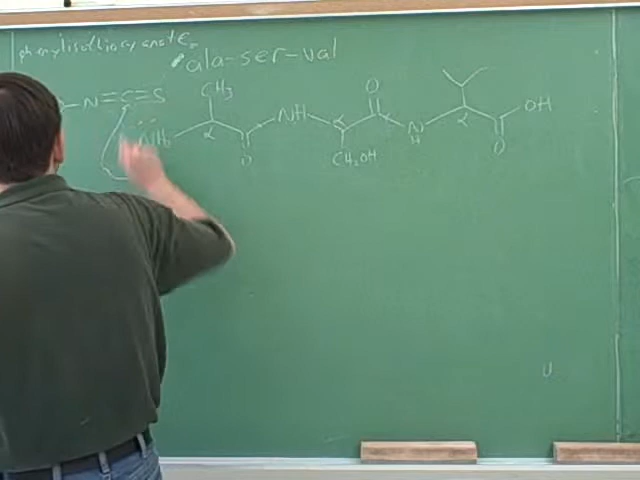 phenylisothiocyanate
ala-ser-val
N=C=S
CH3
NH
O
OH
NH2
α
O
α
CH2OH
N
H
α
O
U